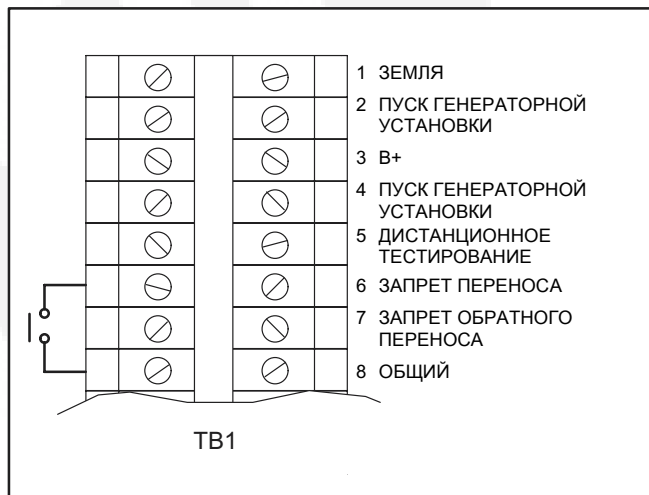 1 ЗЕМЛЯ
2 ПУСК ГЕНЕРАТОРНОЙ
УСТАНОВКИ
3 B+
4 ПУСК ГЕНЕРАТОРНОЙ
УСТАНОВКИ
5 ДИСТАНЦИОННОЕ
ТЕСТИРОВАНИЕ
6 ЗАПРЕТ ПЕРЕНОСА
7 ЗАПРЕТ ОБРАТНОГО
ПЕРЕНОСА
8 ОБЩИЙ
TB1